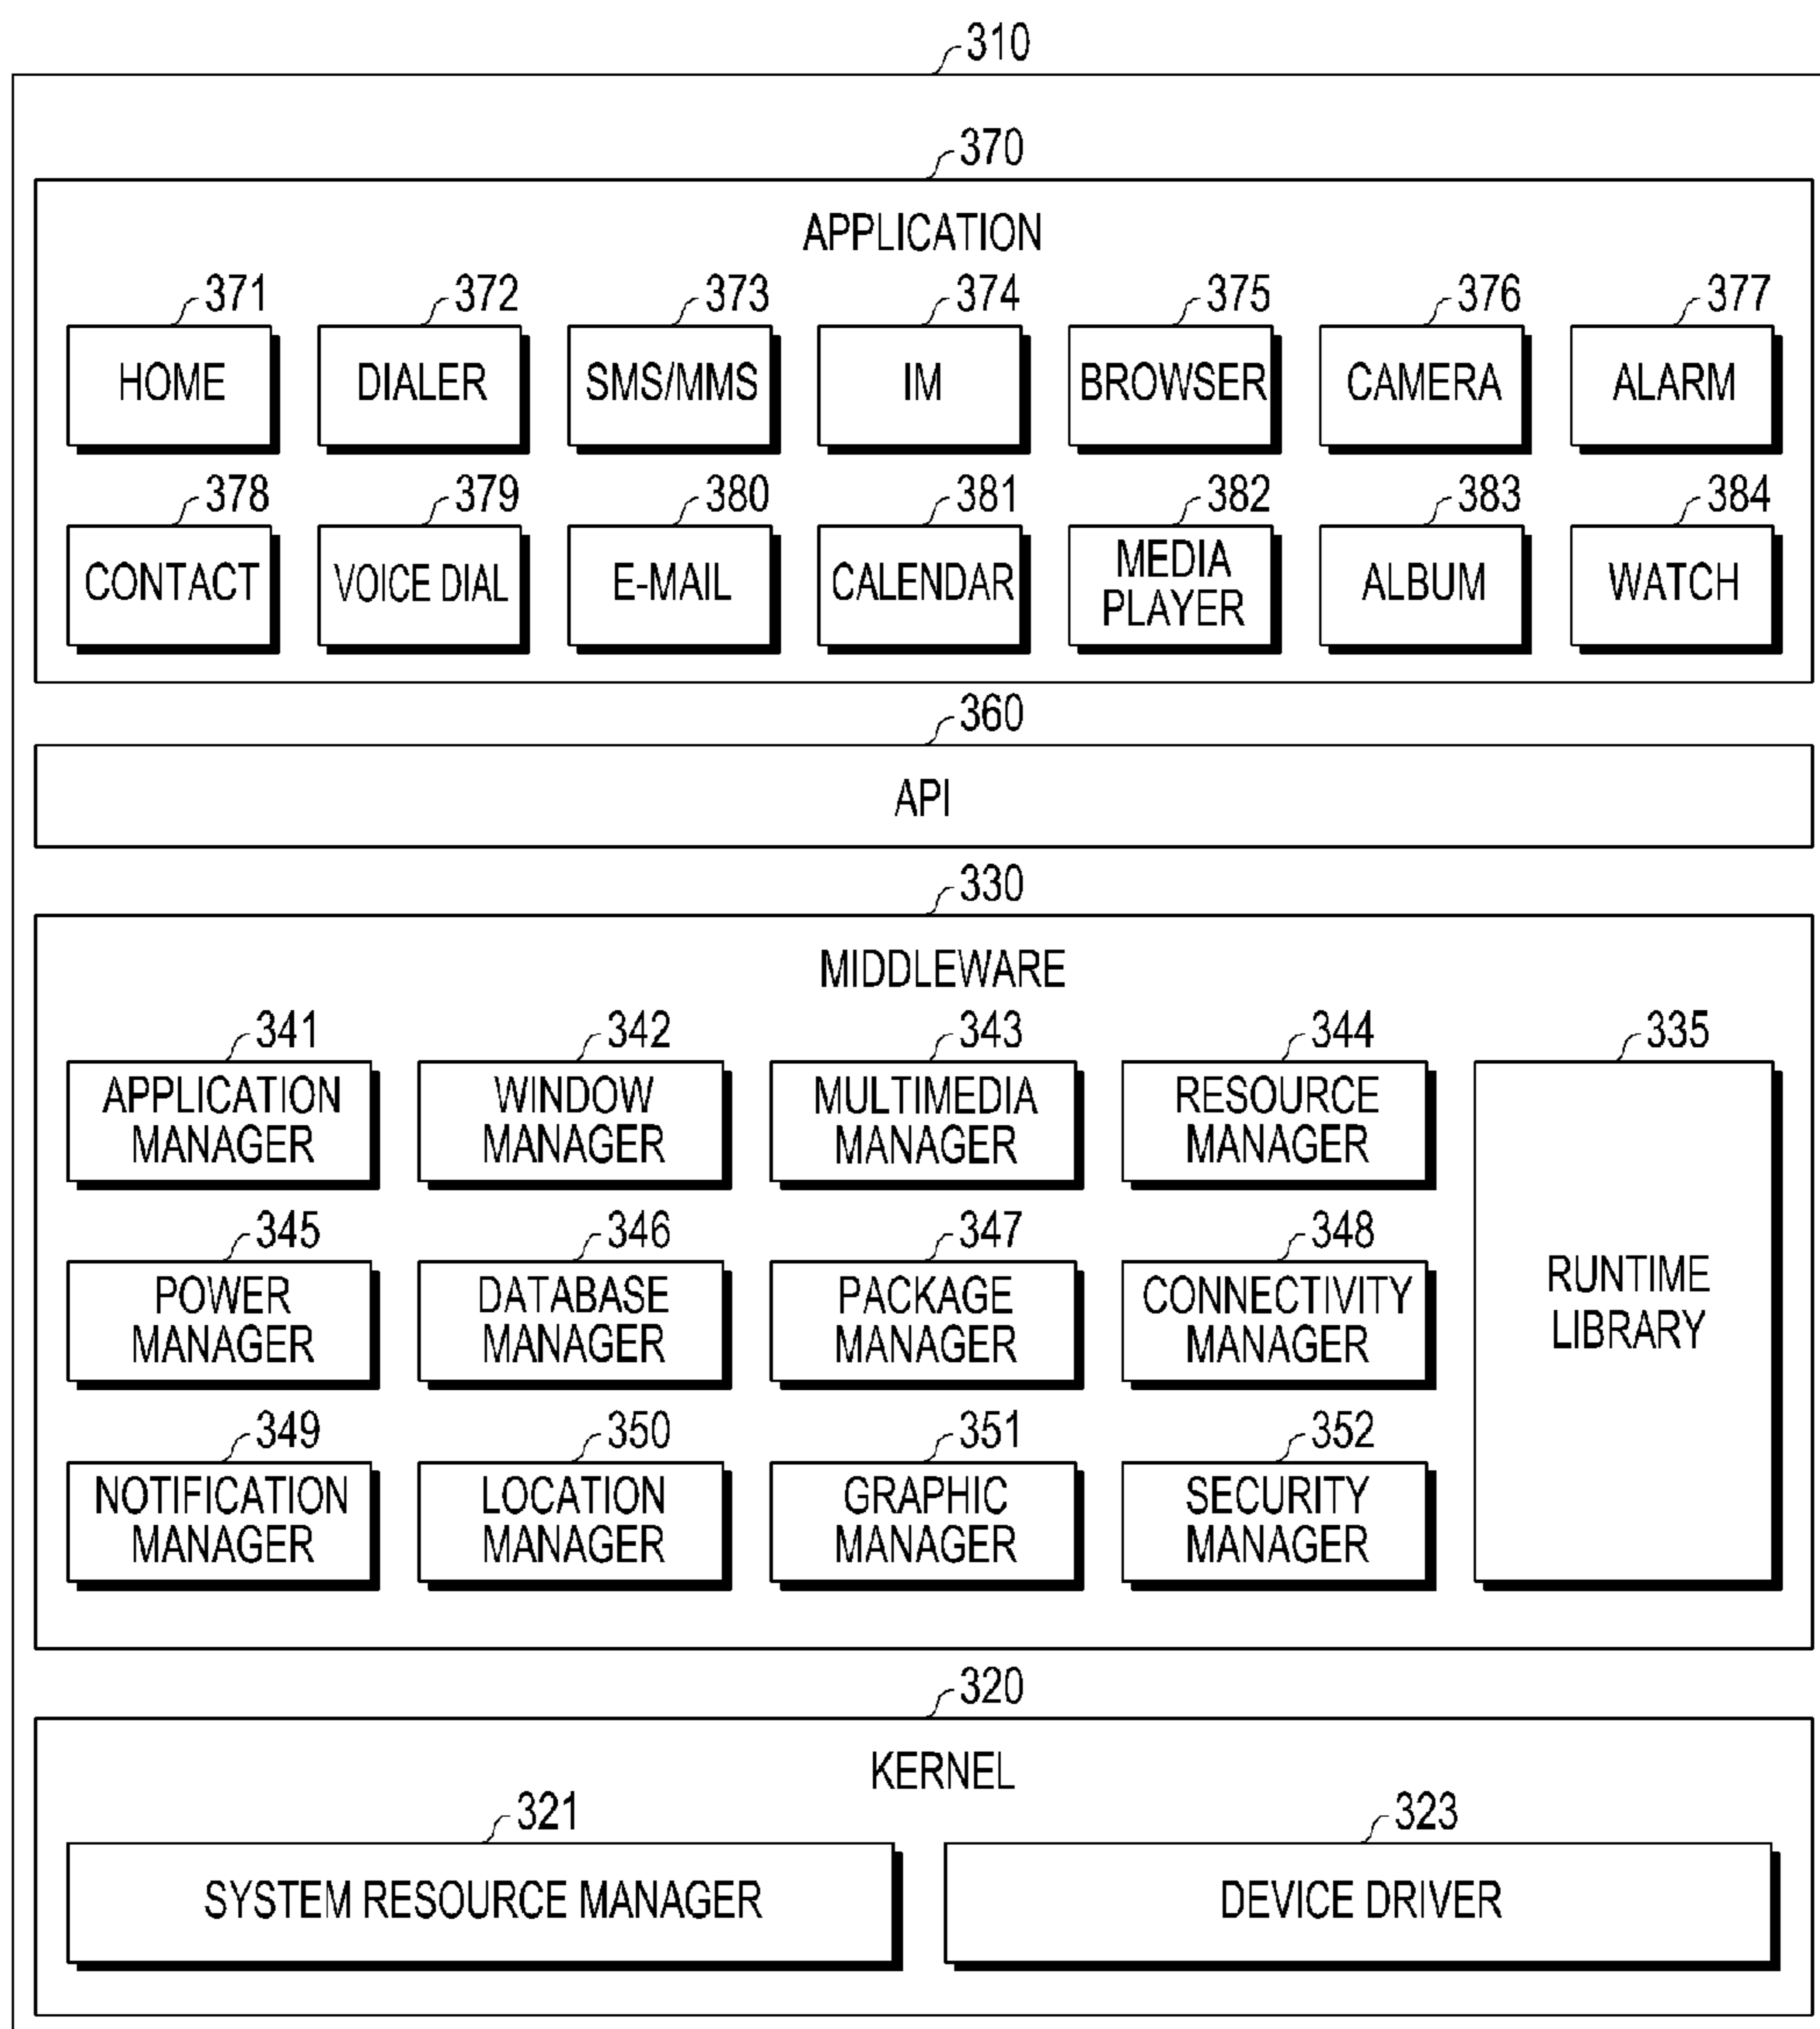 310
370
APPLICATION
371 372 373 374 375 376 377
HOME DIALER SMS/MMS IM BROWSER CAMERA ALARM
378 379 380 381 382 383 384
CONTACT VOICE DIAL E-MAIL CALENDAR MEDIA PLAYER ALBUM WATCH
360
API
330
MIDDLEWARE
341 342 343 344 335
APPLICATION MANAGER WINDOW MANAGER MULTIMEDIA MANAGER RESOURCE MANAGER
345 346 347 348
POWER MANAGER DATABASE MANAGER PACKAGE MANAGER CONNECTIVITY MANAGER RUNTIME LIBRARY
349 350 351 352
NOTIFICATION MANAGER LOCATION MANAGER GRAPHIC MANAGER SECURITY MANAGER
320
KERNEL
321 323
SYSTEM RESOURCE MANAGER DEVICE DRIVER